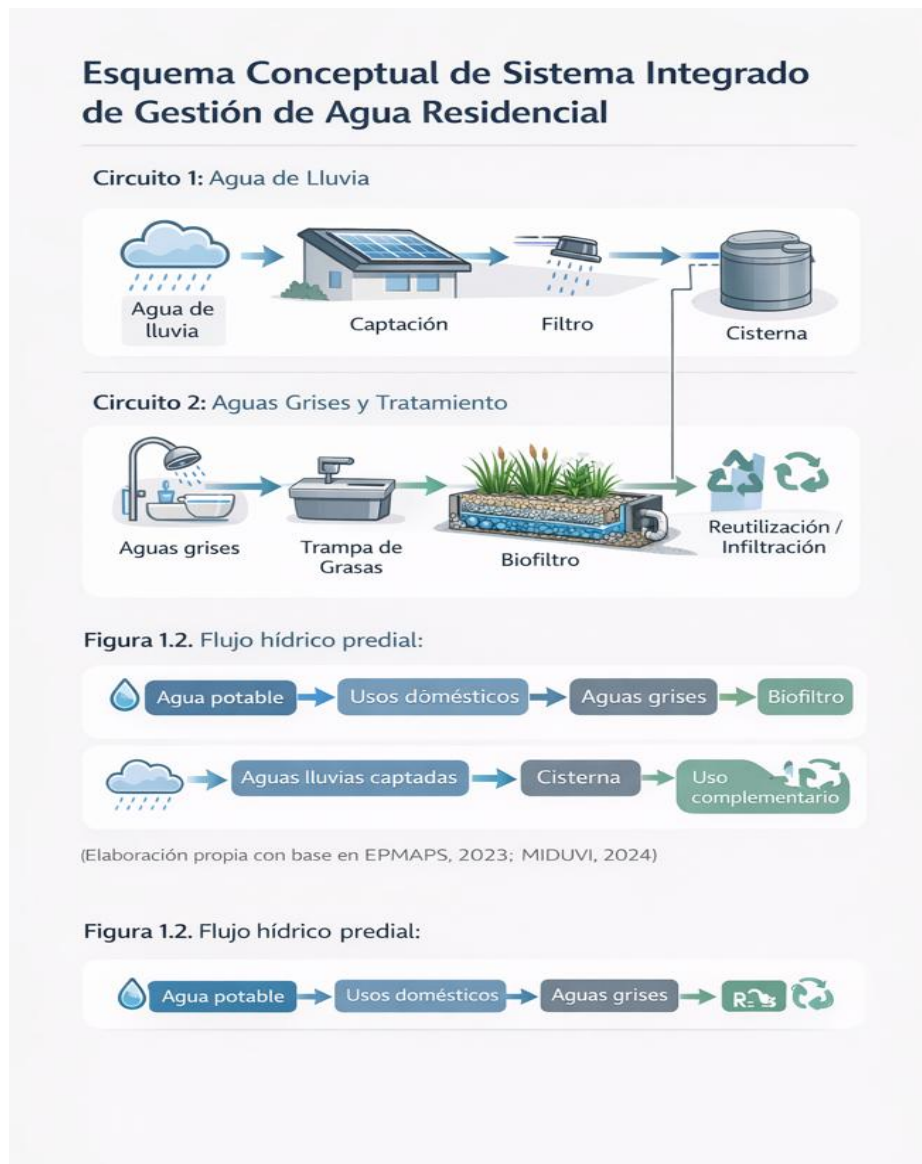 Esquema Conceptual de Sistema Integrado
de Gestión de Agua Residencial
Circuito 1: Agua de Lluvia
Agua de
lluvia
Captación
Filtro
Cisterna
Circuito 2: Aguas Grises y Tratamiento
Aguas grises
Trampa de
Grasas
Biofiltro
Reutilización /
Infiltración
Figura 1.2. Flujo hídrico predial:
Agua potable
Usos domésticos
Aguas grises
Biofiltro
Aguas lluvias captadas
Cisterna
Uso
complementario
(Elaboración propia con base en EPMAPS, 2023; MIDUVI, 2024)
Figura 1.2. Flujo hídrico predial:
Agua potable
Usos domésticos
Aguas grises